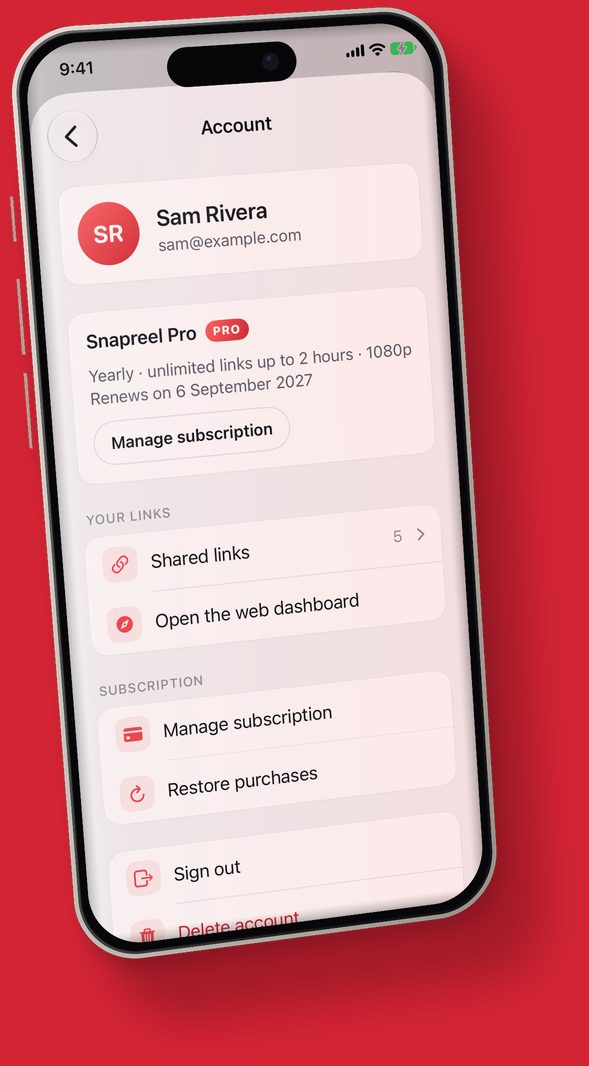 9:41
Account
SR
Sam Rivera
sam@example.com
Snapreel Pro PRO
Yearly · unlimited links up to 2 hours · 1080p
Renews on 6 September 2027
Manage subscription
YOUR LINKS
Shared links 5
Open the web dashboard
SUBSCRIPTION
Manage subscription
Restore purchases
Sign out
Delete account